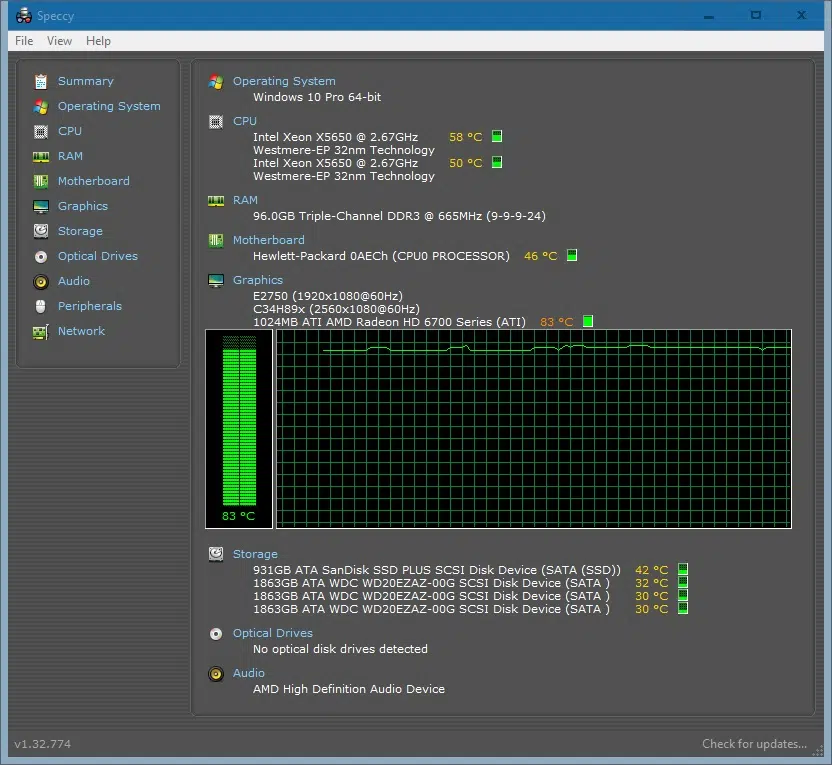 Speccy
File View Help
Summary
Operating System
CPU
RAM
Motherboard
Graphics
Storage
Optical Drives
Audio
Peripherals
Network
Operating System
Windows 10 Pro 64-bit
CPU
Intel Xeon X5650 @ 2.67GHz 58 °C
Westmere-EP 32nm Technology
Intel Xeon X5650 @ 2.67GHz 50 °C
Westmere-EP 32nm Technology
RAM
96.0GB Triple-Channel DDR3 @ 665MHz (9-9-9-24)
Motherboard
Hewlett-Packard 0AECh (CPU0 PROCESSOR) 46 °C
Graphics
E2750 (1920x1080@60Hz)
C34H89x (2560x1080@60Hz)
1024MB ATI AMD Radeon HD 6700 Series (ATI) 83 °C
83 °C
Storage
931GB ATA SanDisk SSD PLUS SCSI Disk Device (SATA (SSD)) 42 °C
1863GB ATA WDC WD20EZAZ-00G SCSI Disk Device (SATA ) 32 °C
1863GB ATA WDC WD20EZAZ-00G SCSI Disk Device (SATA ) 30 °C
1863GB ATA WDC WD20EZAZ-00G SCSI Disk Device (SATA ) 30 °C
Optical Drives
No optical disk drives detected
Audio
AMD High Definition Audio Device
v1.32.774 Check for updates...